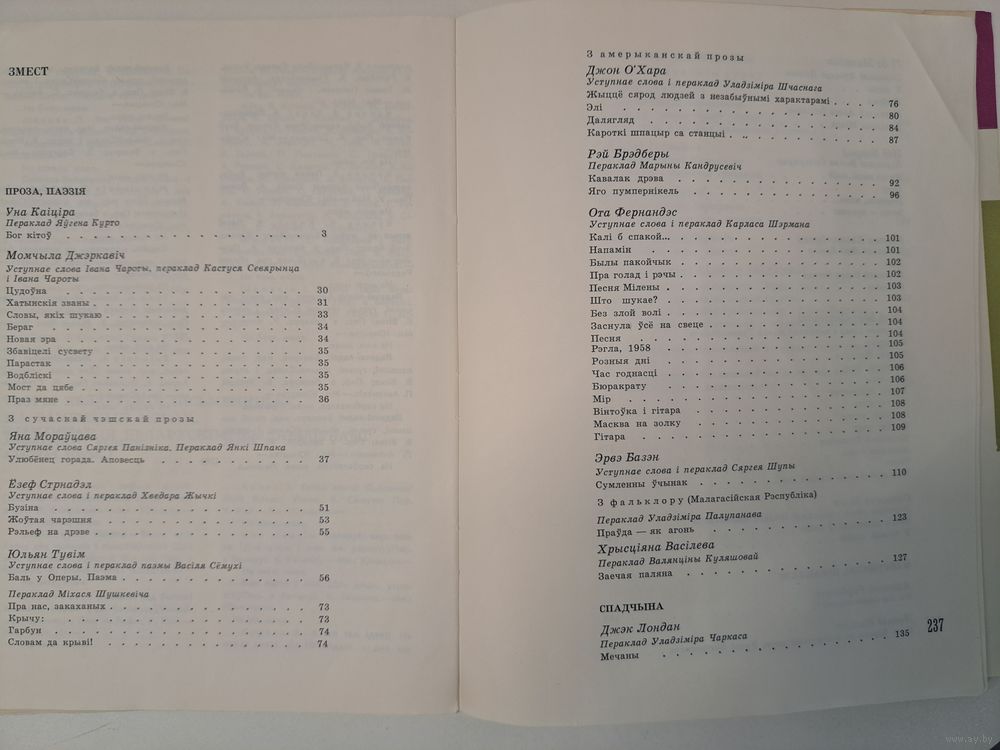 ЗМЕСТ
ПРОЗА, ПАЭЗІЯ
Уна Каіціра
Пераклад Яўгена Курто
Бог кітоў . . . . . . . . . . . . . . 3
Момчыла Джэркавіч
Уступнае слова Івана Чароты, пераклад Кастуся Севярынца
і Івана Чароты
Цудоўна . . . . . . . . . . . . . . 30
Хатынскія званы . . . . . . . . . . . . . . 31
Словы, якіх шукаю . . . . . . . . . . . . . . 33
Бераг . . . . . . . . . . . . . . 34
Новая эра . . . . . . . . . . . . . . 34
Збавіцелі сусвету . . . . . . . . . . . . . . 35
Парастак . . . . . . . . . . . . . . 35
Водбліскі . . . . . . . . . . . . . . 35
Мост да цябе . . . . . . . . . . . . . . 35
Праз мяне . . . . . . . . . . . . . . 36
З сучаснай чэшскай прозы
Яна Мораўцава
Уступнае слова Сяргея Панізніка. Пераклад Янкі Шпака
Улюбёнец горада. Аповесць . . . . . . . . . . . . 37
Ёзеф Стрнадэл
Уступнае слова і пераклад Хведара Жычкі
Бузіна . . . . . . . . . . . . . . 51
Жоўтая чарэшня . . . . . . . . . . . . . . 53
Рэльеф на дрэве . . . . . . . . . . . . . . 55
Юльян Тувім
Уступнае слова і пераклад паэмы Васіля Сёмухі
Баль у Оперы. Паэма . . . . . . . . . . . . . . 56
Пераклад Міхася Шушкевіча
Пра нас, закаханых . . . . . . . . . . . . . . 73
Крычу: . . . . . . . . . . . . . . 73
Гарбун . . . . . . . . . . . . . . 74
Словам да крыві! . . . . . . . . . . . . . . 74
З амерыканскай прозы
Джон О'Хара
Уступнае слова і пераклад Уладзіміра Шчаснага
Жыццё сярод людзей з незабыўнымі характарамі . . . . 76
Элі . . . . . . . . . . . . . . 80
Далягляд . . . . . . . . . . . . . . 84
Кароткі шпацыр са станцыі . . . . . . . . . . . . 87
Рэй Брэдберы
Пераклад Марыны Кандрусевіч
Кавалак дрэва . . . . . . . . . . . . . . 92
Яго пумпернікель . . . . . . . . . . . . . . 96
Ота Фернандэс
Уступнае слова і пераклад Карласа Шэрмана
Калі б спакой... . . . . . . . . . . . . . . 101
Напамін . . . . . . . . . . . . . . 101
Былы пакойчык . . . . . . . . . . . . . . 102
Пра голад і рэчы . . . . . . . . . . . . . . 102
Песня Мілены . . . . . . . . . . . . . . 103
Што шукае? . . . . . . . . . . . . . . 103
Без злой волі . . . . . . . . . . . . . . 104
Заснула ўсё на свеце . . . . . . . . . . . . . . 104
Песня . . . . . . . . . . . . . . 104
Рэгла, 1958 . . . . . . . . . . . . . . 105
Розныя дні . . . . . . . . . . . . . . 105
Час годнасці . . . . . . . . . . . . . . 106
Бюракрату . . . . . . . . . . . . . . 106
Мір . . . . . . . . . . . . . . 107
Вінтоўка і гітара . . . . . . . . . . . . . . 108
Масква на золку . . . . . . . . . . . . . . 108
Гітара . . . . . . . . . . . . . . 109
Эрвэ Базэн
Уступнае слова і пераклад Сяргея Шупы
Сумленны ўчынак . . . . . . . . . . . . . . 110
З фальклору (Малагасійская Рэспубліка)
Пераклад Уладзіміра Палупанава
Праўда — як агонь . . . . . . . . . . . . . . 123
Хрысціяна Васілева
Пераклад Валянціны Куляшовай
Заечая паляна . . . . . . . . . . . . . . 127
СПАДЧЫНА
Джэк Лондан
Пераклад Уладзіміра Чаркаса
Мечаны . . . . . . . . . . . . . . 135
237
www.ay.by